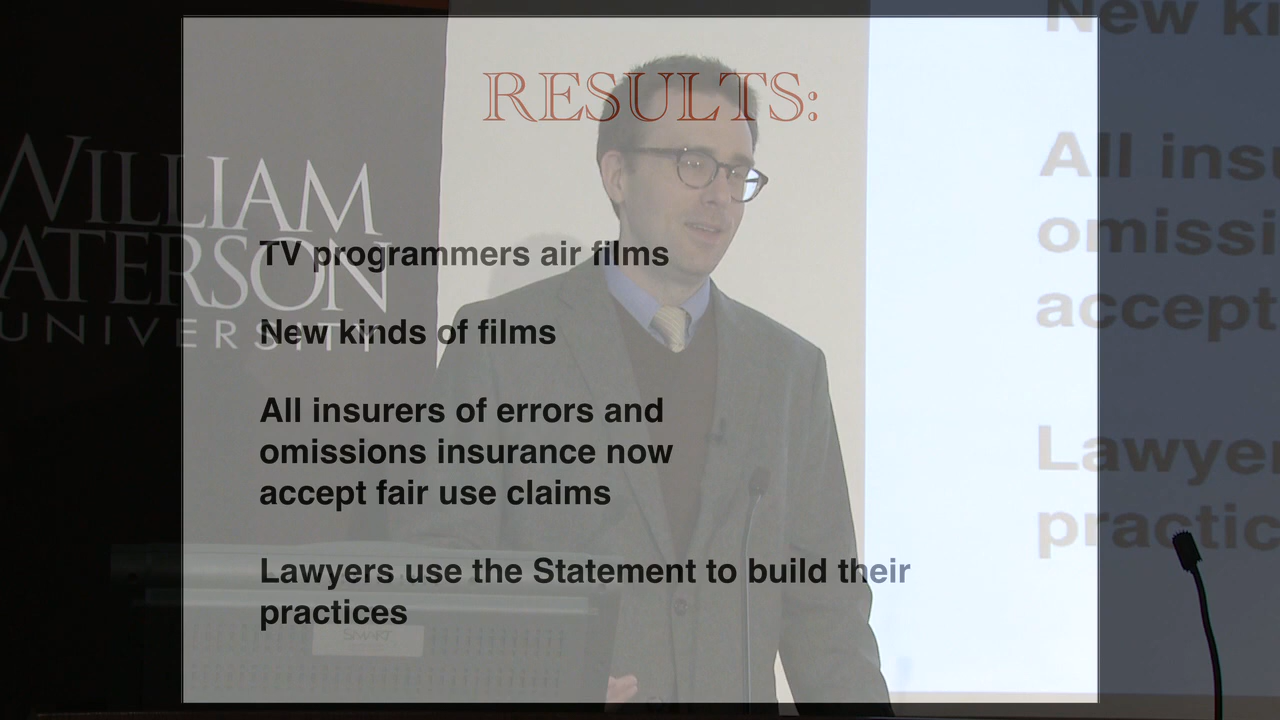 RESULTS:
WILLIAM
PATERSON
UNIVERSITY
TV programmers air films
New kinds of films
All insurers of errors and
omissions insurance now
accept fair use claims
Lawyers use the Statement to build their
practices
SMART
New ki
All insu
omissi
accept
Lawyer
practic